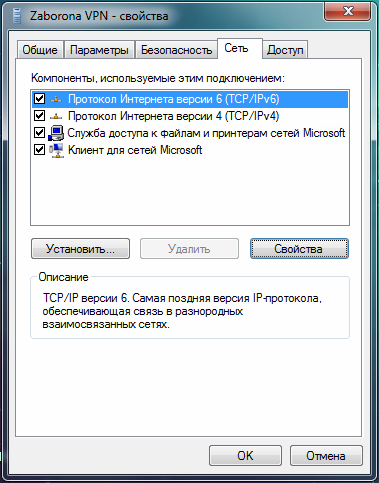 Zaborona VPN - свойства
Общие Параметры Безопасность Сеть Доступ
Компоненты, используемые этим подключением:
Протокол Интернета версии 6 (TCP/IPv6)
Протокол Интернета версии 4 (TCP/IPv4)
Служба доступа к файлам и принтерам сетей Microsoft
Клиент для сетей Microsoft
Установить... Удалить Свойства
Описание
TCP/IP версии 6. Самая поздняя версия IP-протокола,
обеспечивающая связь в разнородных
взаимосвязанных сетях.
OK Отмена